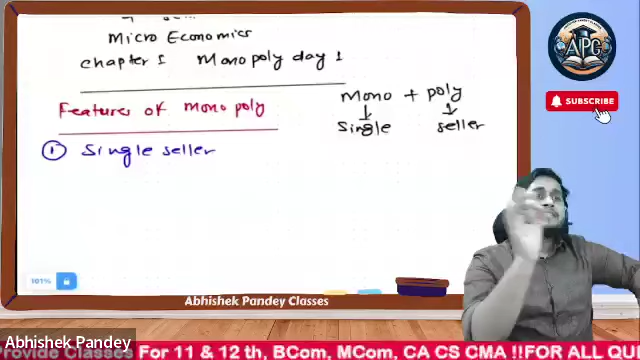 Micro Economics
Chapter 1 Monopoly day 1
Features of monopoly
Mono + poly
Single seller
① Single seller
APC
SUBSCRIBE
101%
Abhishek Pandey Classes
Abhishek Pandey
Provide Classes For 11 & 12 th, BCom, MCom, CA CS CMA !!FOR ALL QU